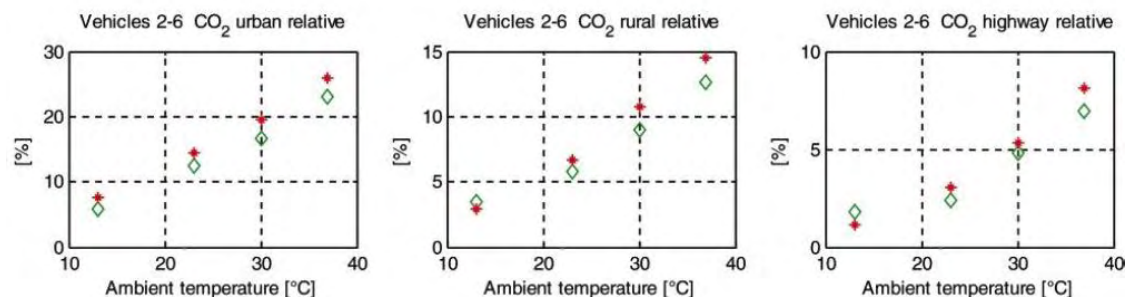 Vehicles 2-6 CO2 urban relative
30
20
10
0
[%]
10 20 30 40
Ambient temperature [°C]
Vehicles 2-6 CO2 rural relative
15
10
5
0
[%]
10 20 30 40
Ambient temperature [°C]
Vehicles 2-6 CO2 highway relative
10
5
0
[%]
10 20 30 40
Ambient temperature [°C]